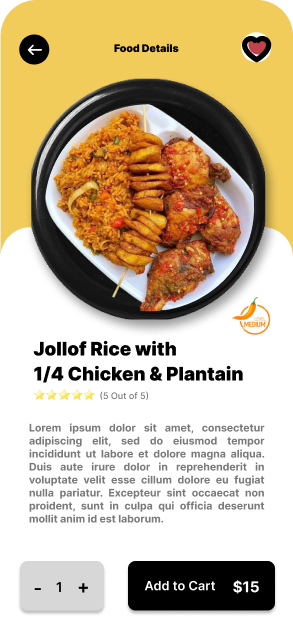 Food Details
MEDIUM
Jollof Rice with
1/4 Chicken & Plantain
(5 Out of 5)
Lorem ipsum dolor sit amet, consectetur
adipiscing elit, sed do eiusmod tempor
incididunt ut labore et dolore magna aliqua.
Duis aute irure dolor in reprehenderit in
voluptate velit esse cillum dolore eu fugiat
nulla pariatur. Excepteur sint occaecat non
proident, sunt in culpa qui officia deserunt
mollit anim id est laborum.
- 1 + Add to Cart $15